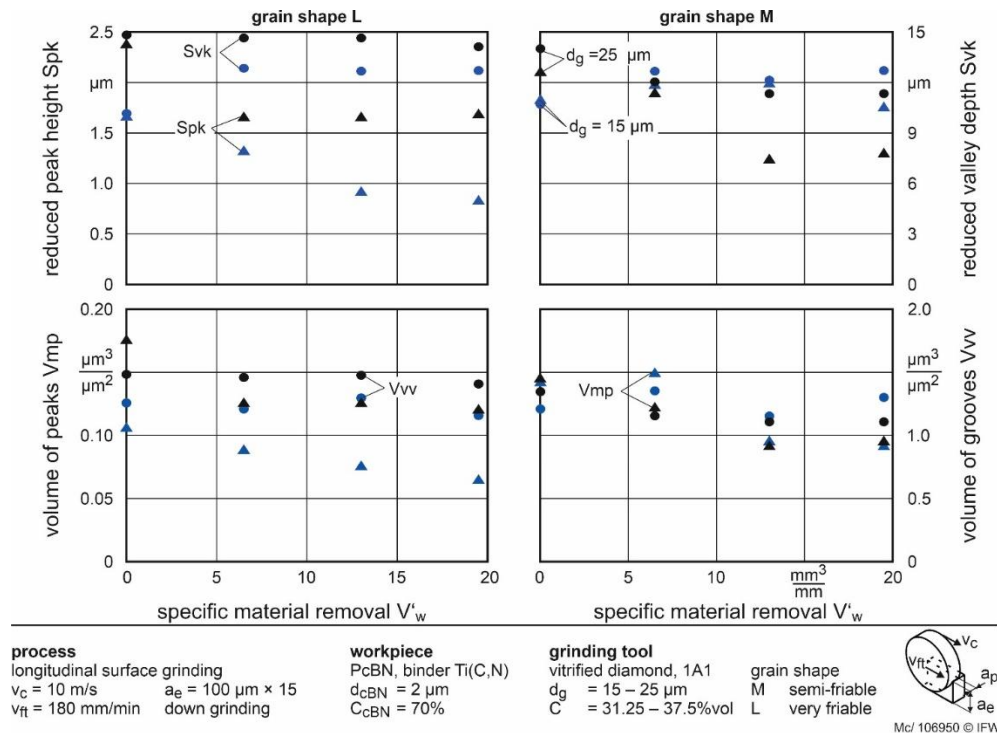 grain shape L
grain shape M
reduced peak height Spk
2.5
µm
1.5
1.0
0.5
0
Svk
Spk
dg =25 µm
dg = 15 µm
15
µm
9
6
3
0
reduced valley depth Svk
volume of peaks Vmp
0.20
µm³
µm²
0.10
0.05
0
Vvv
Vmp
2.0
µm³
µm²
1.0
0.5
0
volume of grooves Vvv
0 5 10 15 20
0 5 10 mm³ 20
mm
specific material removal V‘w
specific material removal V‘w
process
longitudinal surface grinding
vc = 10 m/s ae = 100 µm × 15
vft = 180 mm/min down grinding
workpiece
PcBN, binder Ti(C,N)
dcBN = 2 µm
CcBN = 70%
grinding tool
vitrified diamond, 1A1
dg = 15 – 25 µm
C = 31.25 – 37.5%vol
grain shape
M semi-friable
L very friable
vc
vft
ap
ae
Mc/ 106950 © IFW